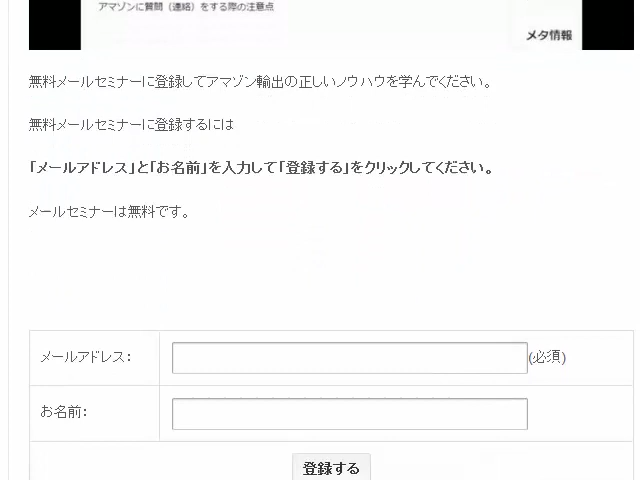 アマゾンに質問（連絡）をする際の注意点
メタ情報
無料メールセミナーに登録してアマゾン輸出の正しいノウハウを学んでください。
無料メールセミナーに登録するには
「メールアドレス」と「お名前」を入力して「登録する」をクリックしてください。
メールセミナーは無料です。
メールアドレス：
(必須)
お名前：
登録する